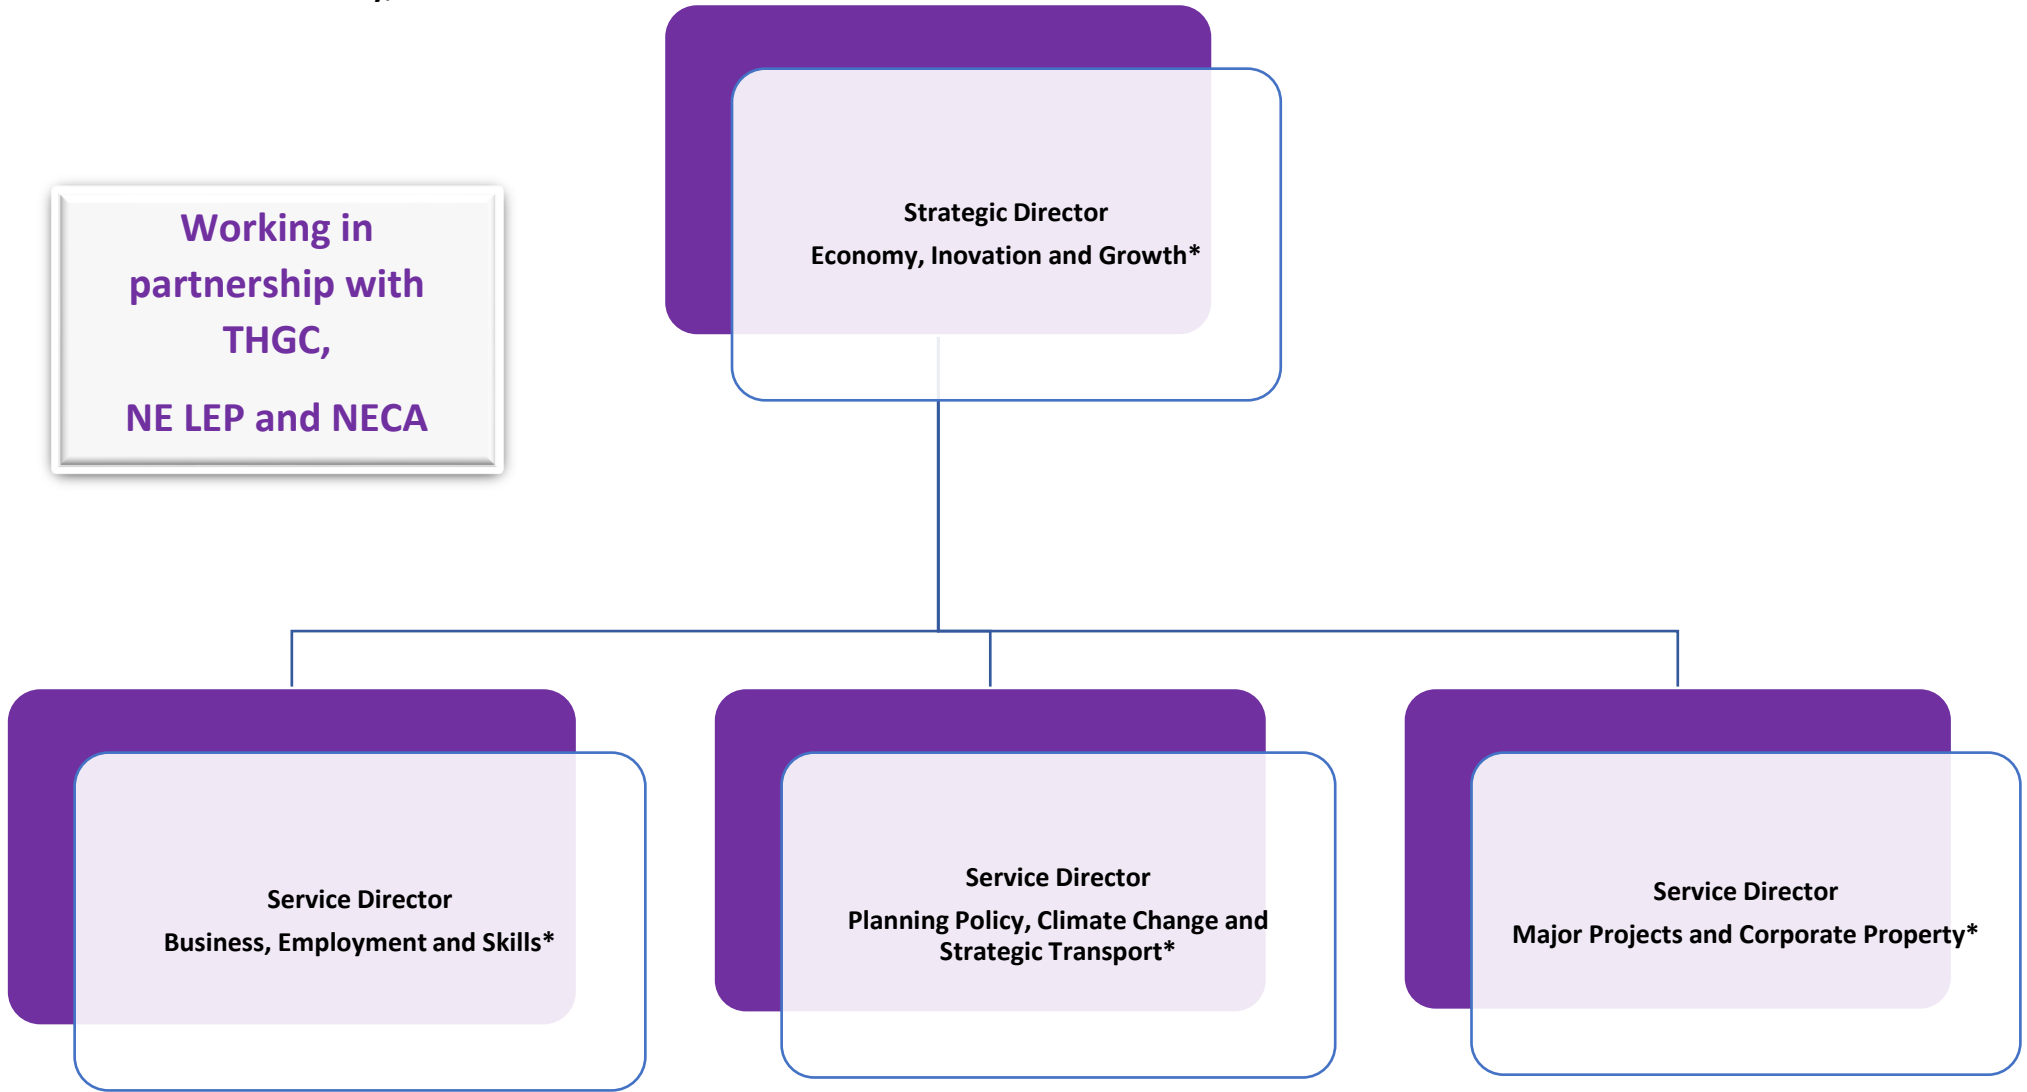 Working in
partnership with
THGC,
NE LEP and NECA
Strategic Director
Economy, Inovation and Growth*
Service Director
Business, Employment and Skills*
Service Director
Planning Policy, Climate Change and
Strategic Transport*
Service Director
Major Projects and Corporate Property*